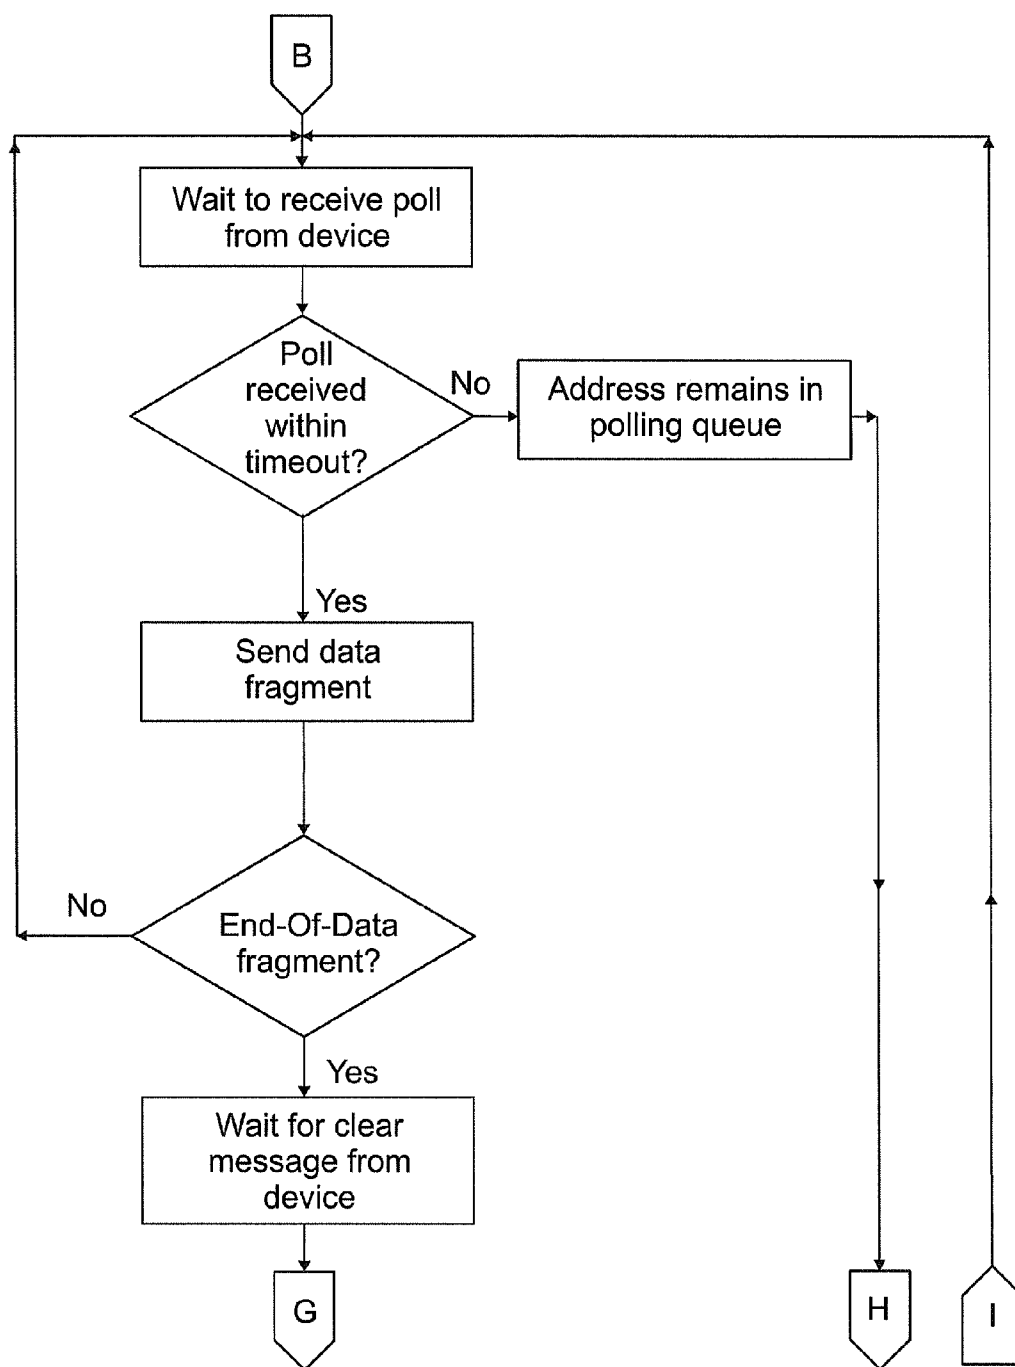 B
Wait to receive poll
from device
Poll
received
within
timeout?
No
Address remains in
polling queue
Yes
Send data
fragment
No
End-Of-Data
fragment?
Yes
Wait for clear
message from
device
G
H
I